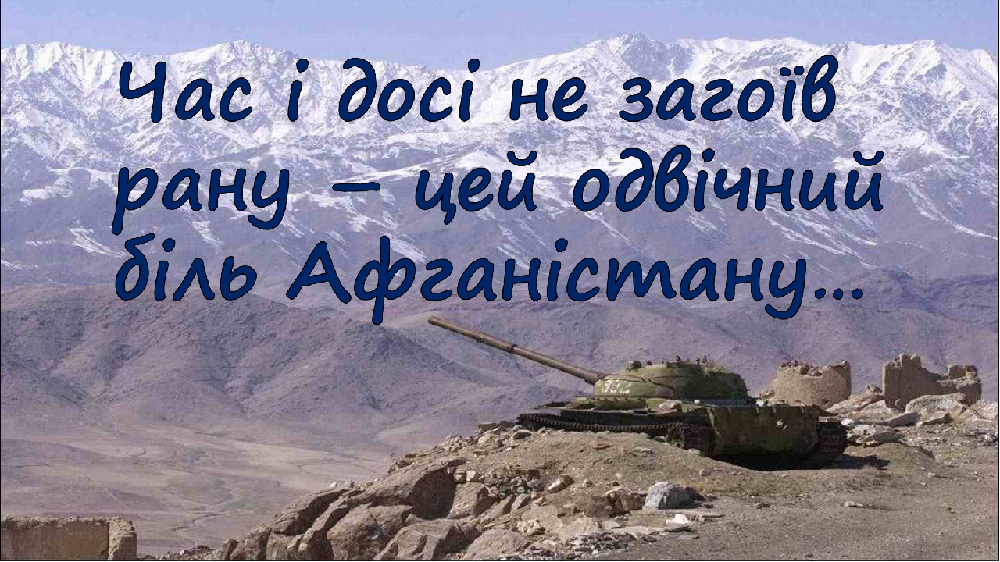 Час і досі не загоїв
рану – цей одвічний
біль Афганістану...